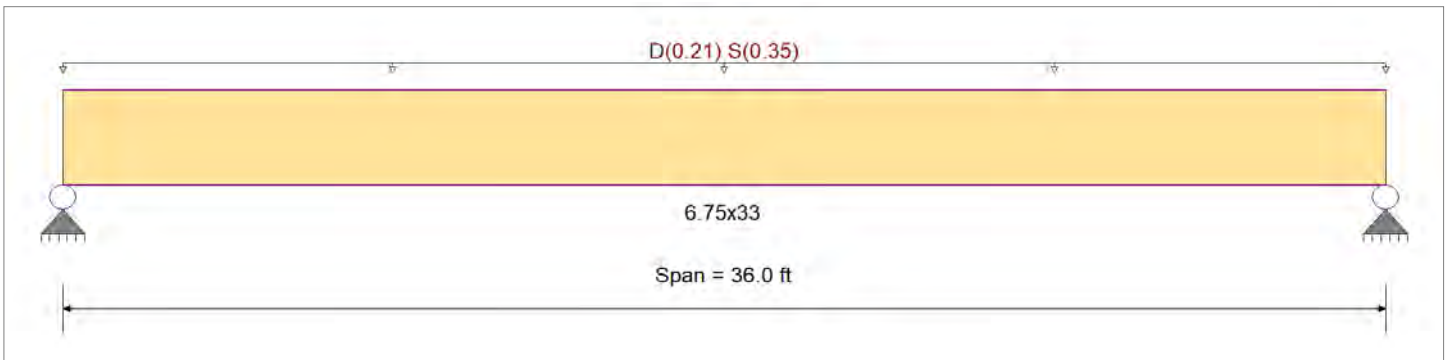 D(0.21) S(0.35)
6.75x33
Span = 36.0 ft